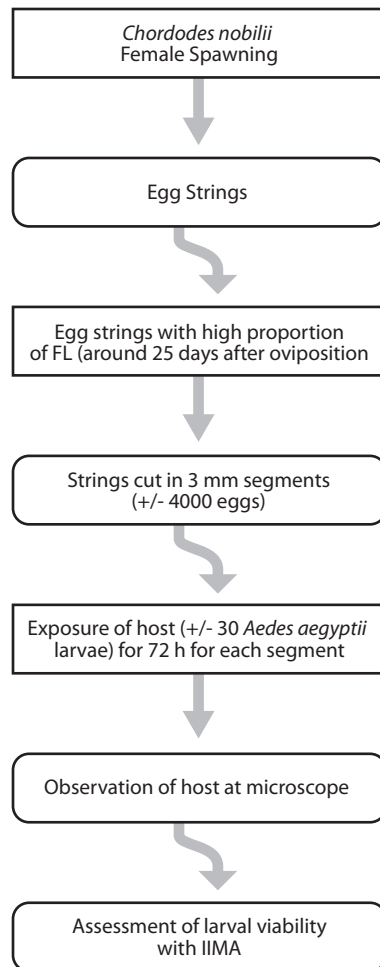 Chordodes nobilii
Female Spawning
Egg Strings
Egg strings with high proportion
of FL (around 25 days after oviposition
Strings cut in 3 mm segments
(+/- 4000 eggs)
Exposure of host (+/- 30 Aedes aegyptii
larvae) for 72 h for each segment
Observation of host at microscope
Assessment of larval viability
with IIMA